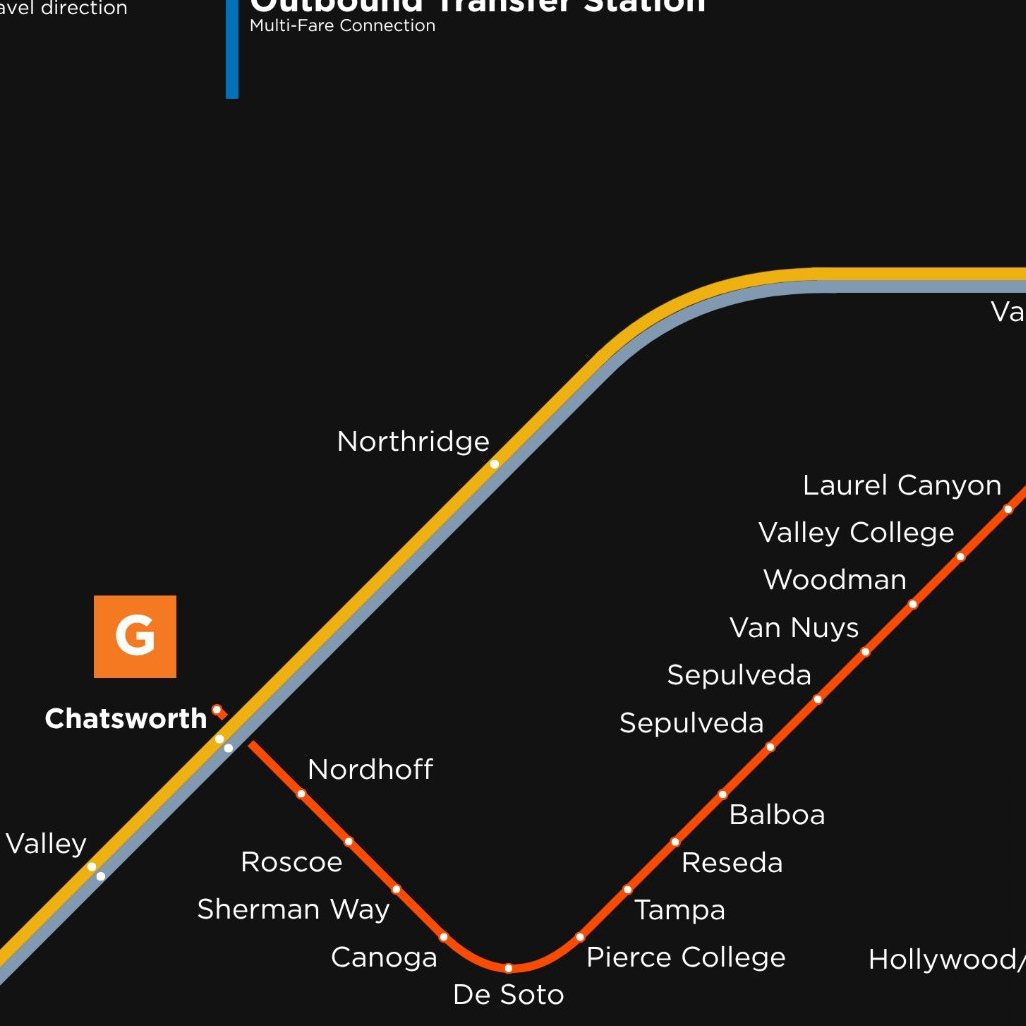 avel direction
Outbound Transfer Station
Multi-Fare Connection
Va
Northridge
Laurel Canyon
Valley College
Woodman
G
Van Nuys
Sepulveda
Chatsworth
Sepulveda
Nordhoff
Balboa
Valley
Roscoe
Reseda
Sherman Way
Tampa
Canoga
Pierce College
Hollywood/
De Soto